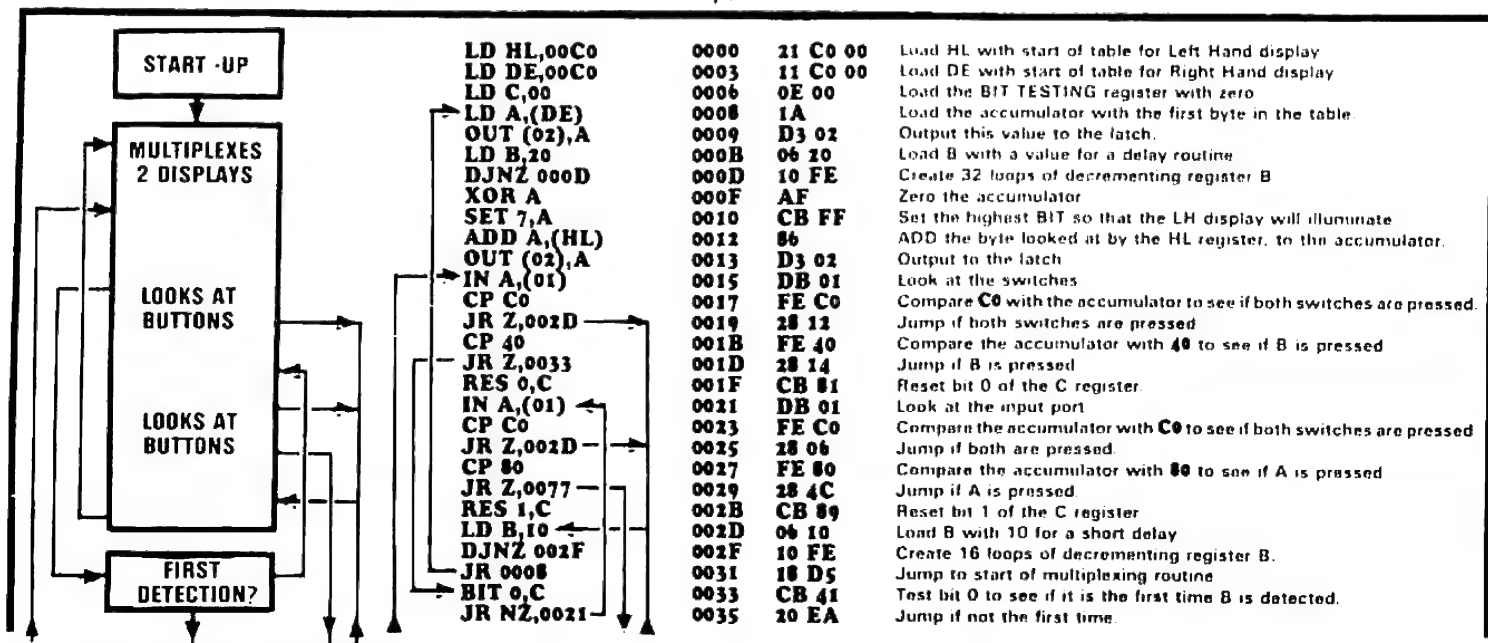 START -UP
MULTIPLEXES
2 DISPLAYS
LOOKS AT
BUTTONS
LOOKS AT
BUTTONS
FIRST
DETECTION?
LD HL,00C0 0000 21 C0 00 Load HL with start of table for Left Hand display
LD DE,00C0 0003 11 C0 00 Load DE with start of table for Right Hand display
LD C,00 0006 0E 00 Load the BIT TESTING register with zero
LD A,(DE) 0008 1A Load the accumulator with the first byte in the table.
OUT (02),A 0009 D3 02 Output this value to the latch.
LD B,20 000B 06 20 Load B with a value for a delay routine
DJNZ 000D 000D 10 FE Create 32 loops of decrementing register B
XOR A 000F AF Zero the accumulator
SET 7,A 0010 CB FF Set the highest BIT so that the LH display will illuminate
ADD A,(HL) 0012 86 ADD the byte looked at by the HL register, to the accumulator.
OUT (02),A 0013 D3 02 Output to the latch
IN A,(01) 0015 DB 01 Look at the switches
CP C0 0017 FE C0 Compare C0 with the accumulator to see if both switches are pressed.
JR Z,002D 0019 28 12 Jump if both switches are pressed
CP 40 001B FE 40 Compare the accumulator with 40 to see if B is pressed
JR Z,0033 001D 28 14 Jump if B is pressed
RES 0,C 001F CB 81 Reset bit 0 of the C register.
IN A,(01) 0021 DB 01 Look at the input port
CP C0 0023 FE C0 Compare the accumulator with C0 to see if both switches are pressed
JR Z,002D 0025 28 06 Jump if both are pressed.
CP 80 0027 FE 80 Compare the accumulator with 80 to see if A is pressed
JR Z,0077 0029 28 4C Jump if A is pressed.
RES 1,C 002B CB 89 Reset bit 1 of the C register
LD B,10 002D 06 10 Load B with 10 for a short delay
DJNZ 002F 002F 10 FE Create 16 loops of decrementing register B.
JR 0008 0031 18 D5 Jump to start of multiplexing routine
BIT 0,C 0033 CB 41 Test bit 0 to see if it is the first time B is detected.
JR NZ,0021 0035 20 EA Jump if not the first time.